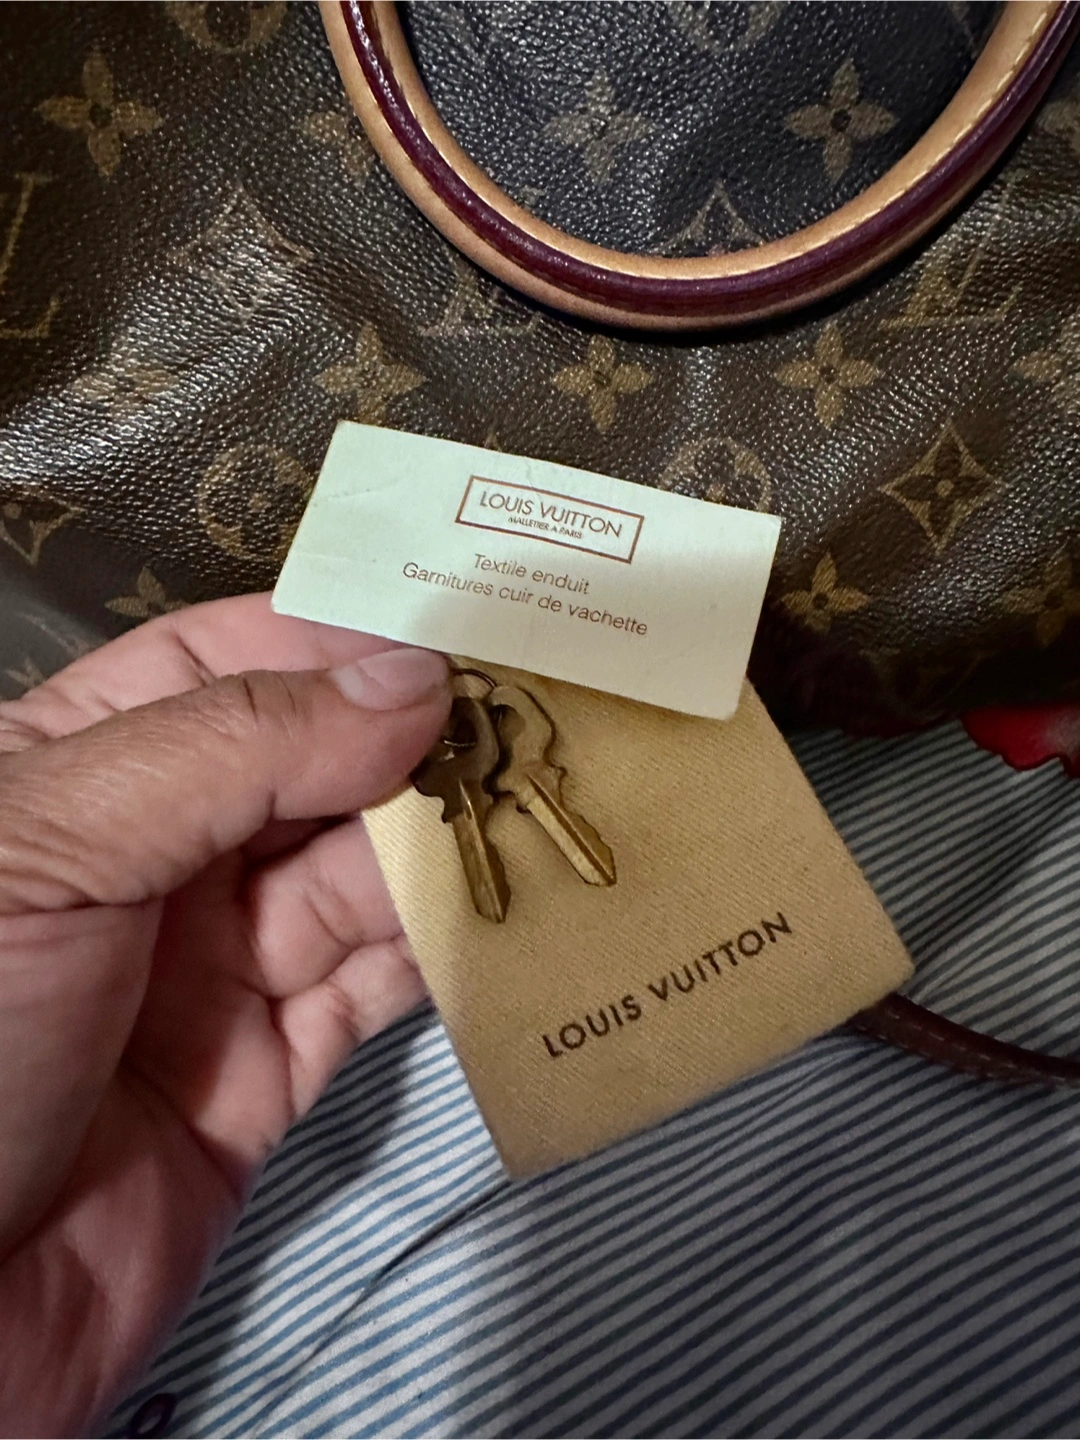 LOUIS VUITTON
MALLETIER A PARIS
Textile enduit
Garnitures cuir de vachette
LOUIS VUITTON